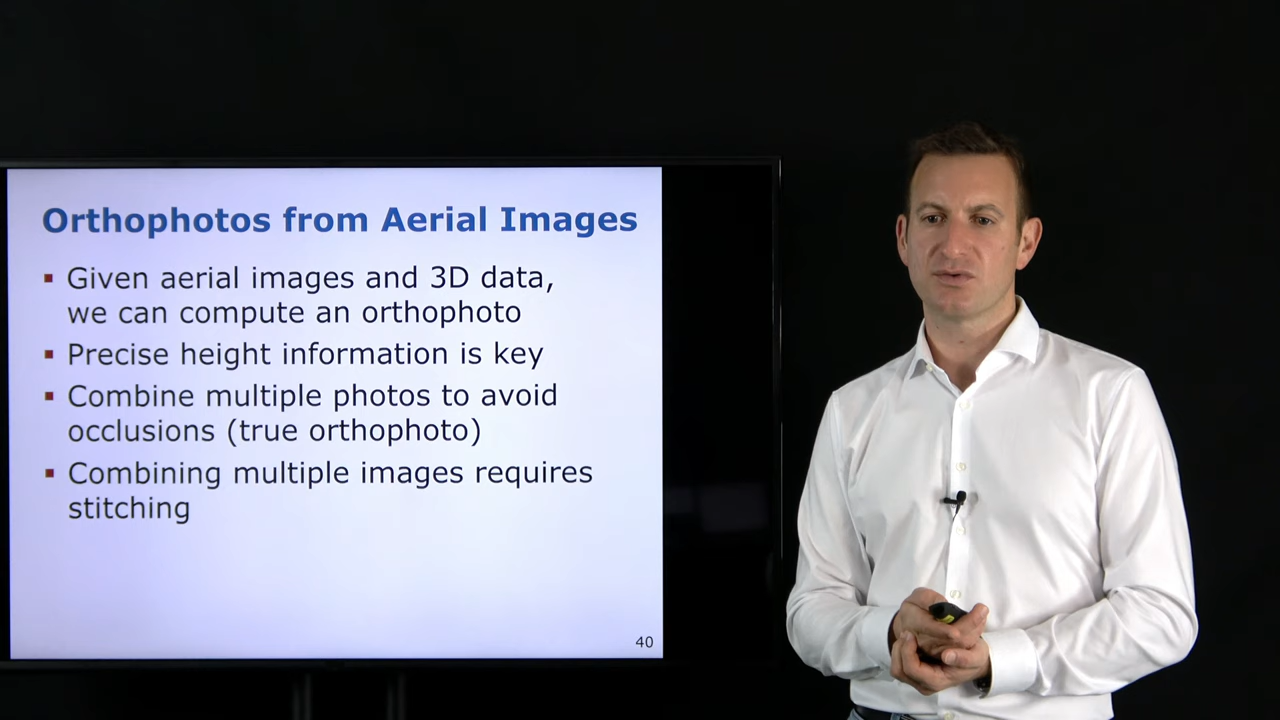 Orthophotos from Aerial Images
▪ Given aerial images and 3D data,
we can compute an orthophoto
▪ Precise height information is key
▪ Combine multiple photos to avoid
occlusions (true orthophoto)
▪ Combining multiple images requires
stitching
40